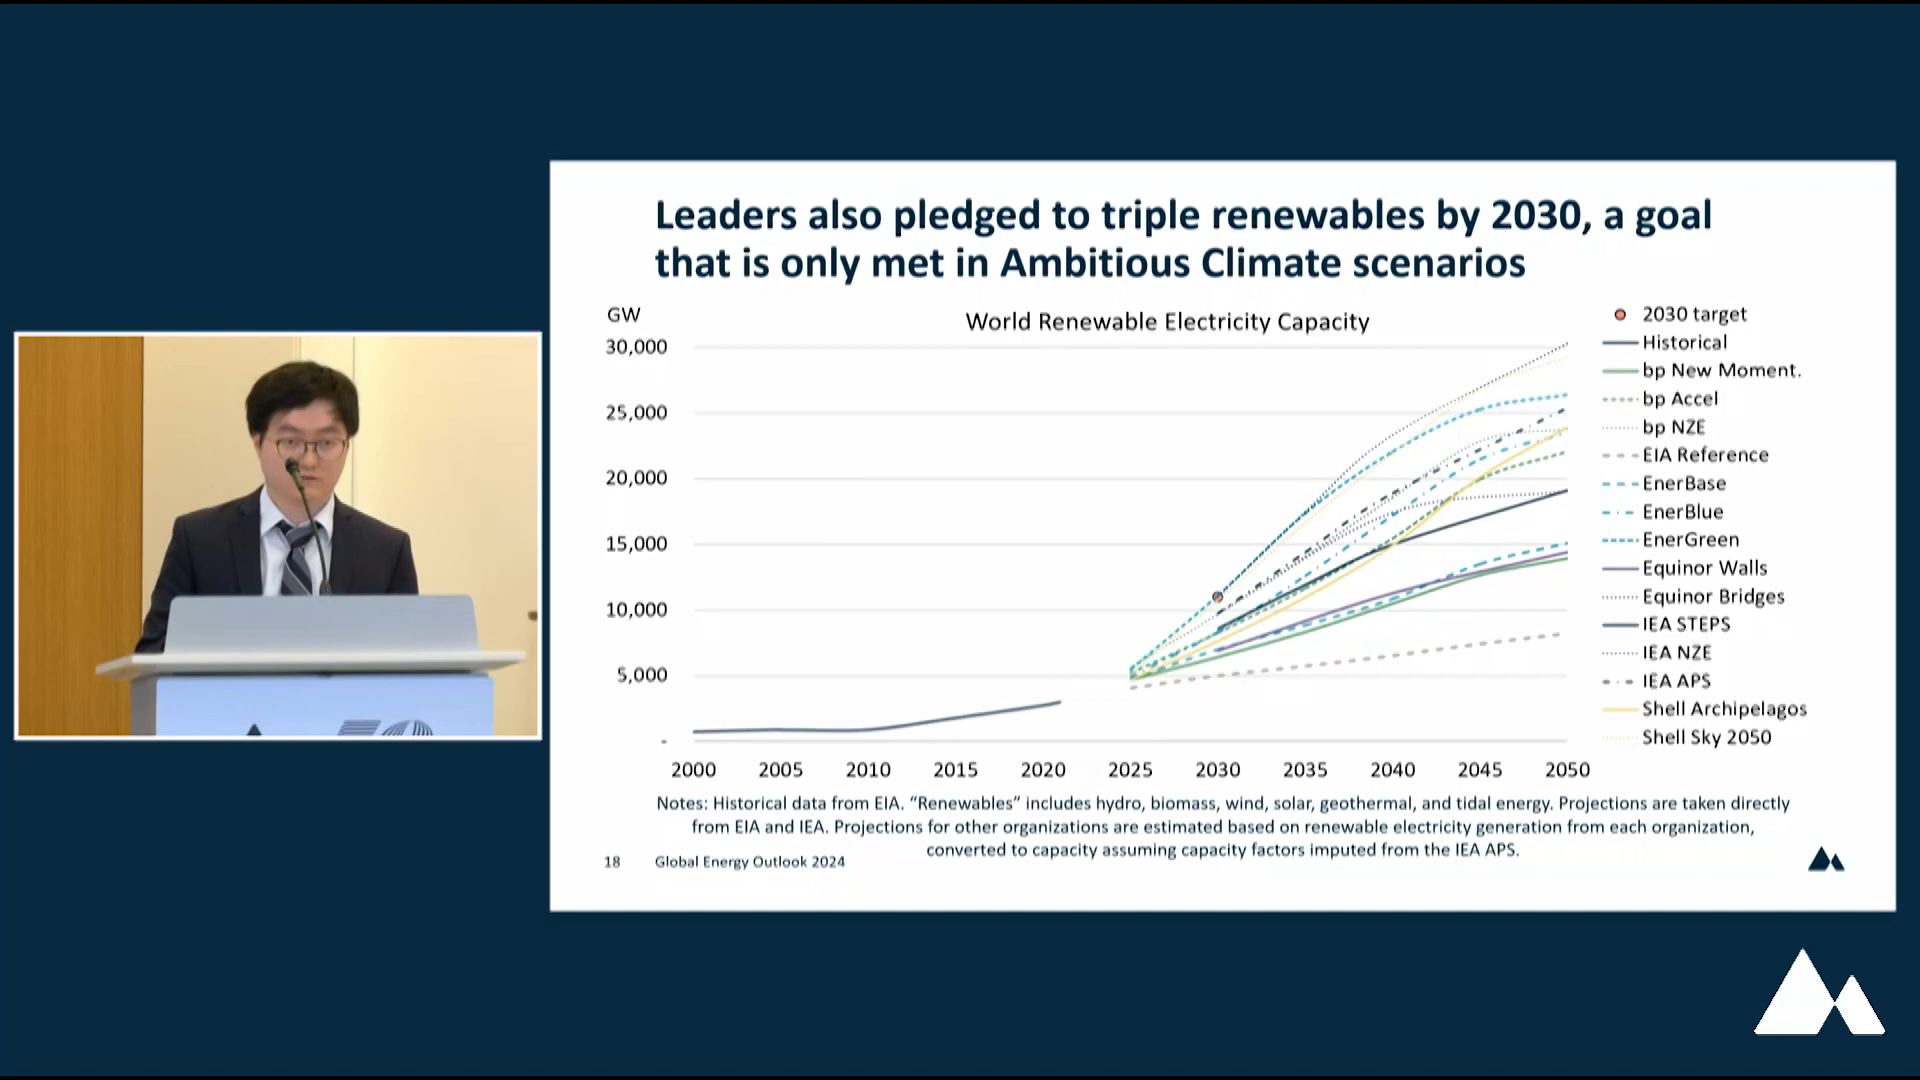 Leaders also pledged to triple renewables by 2030, a goal
that is only met in Ambitious Climate scenarios
GW
World Renewable Electricity Capacity
30,000
25,000
20,000
15,000
10,000
5,000
-
2000 2005 2010 2015 2020 2025 2030 2035 2040 2045 2050
2030 target
Historical
bp New Moment.
bp Accel
bp NZE
EIA Reference
EnerBase
EnerBlue
EnerGreen
Equinor Walls
Equinor Bridges
IEA STEPS
IEA NZE
IEA APS
Shell Archipelagos
Shell Sky 2050
Notes: Historical data from EIA. “Renewables” includes hydro, biomass, wind, solar, geothermal, and tidal energy. Projections are taken directly
from EIA and IEA. Projections for other organizations are estimated based on renewable electricity generation from each organization,
converted to capacity assuming capacity factors imputed from the IEA APS.
18 Global Energy Outlook 2024